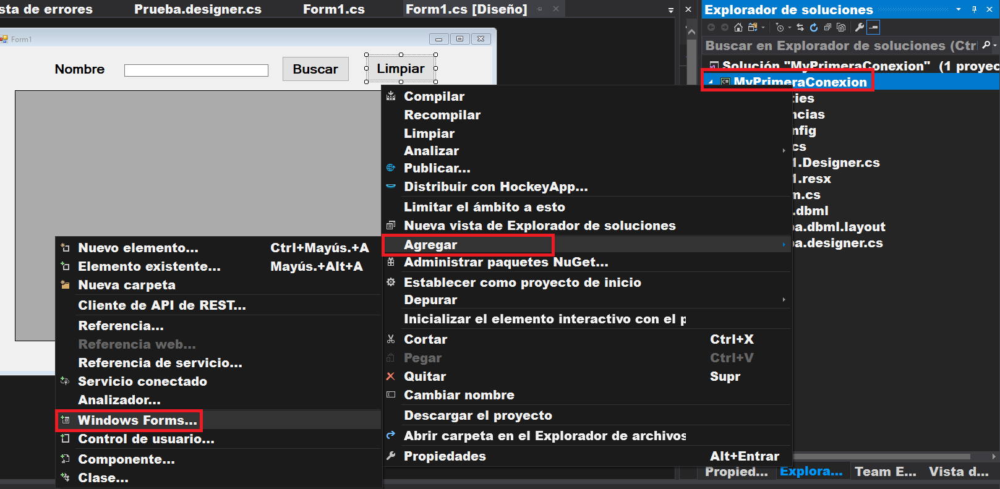 sta de errores
Prueba.designer.cs
Form1.cs
Form1.cs [Diseño]
Explorador de soluciones
Form1
Nombre
Buscar
Limpiar
Buscar en Explorador de soluciones (Ctrl
Solución "MyPrimeraConexion" (1 proyec
C#
MyPrimeraConexion
ties
ncias
nfig
cs
1.Designer.cs
1.resx
m.cs
.dbml
ba.dbml.layout
ba.designer.cs
Compilar
Recompilar
Limpiar
Analizar
Publicar...
Distribuir con HockeyApp...
Limitar el ámbito a esto
Nueva vista de Explorador de soluciones
Agregar
Administrar paquetes NuGet...
Establecer como proyecto de inicio
Depurar
Inicializar el elemento interactivo con el p
Cortar Ctrl+X
Pegar Ctrl+V
Quitar Supr
Cambiar nombre
Descargar el proyecto
Abrir carpeta en el Explorador de archivos
Propiedades Alt+Entrar
Nuevo elemento... Ctrl+Mayús.+A
Elemento existente... Mayús.+Alt+A
Nueva carpeta
Cliente de API de REST...
Referencia...
Referencia web...
Referencia de servicio...
Servicio conectado
Analizador...
Windows Forms...
Control de usuario...
Componente...
Clase...
Propied...
Explora...
Team E...
Vista d...